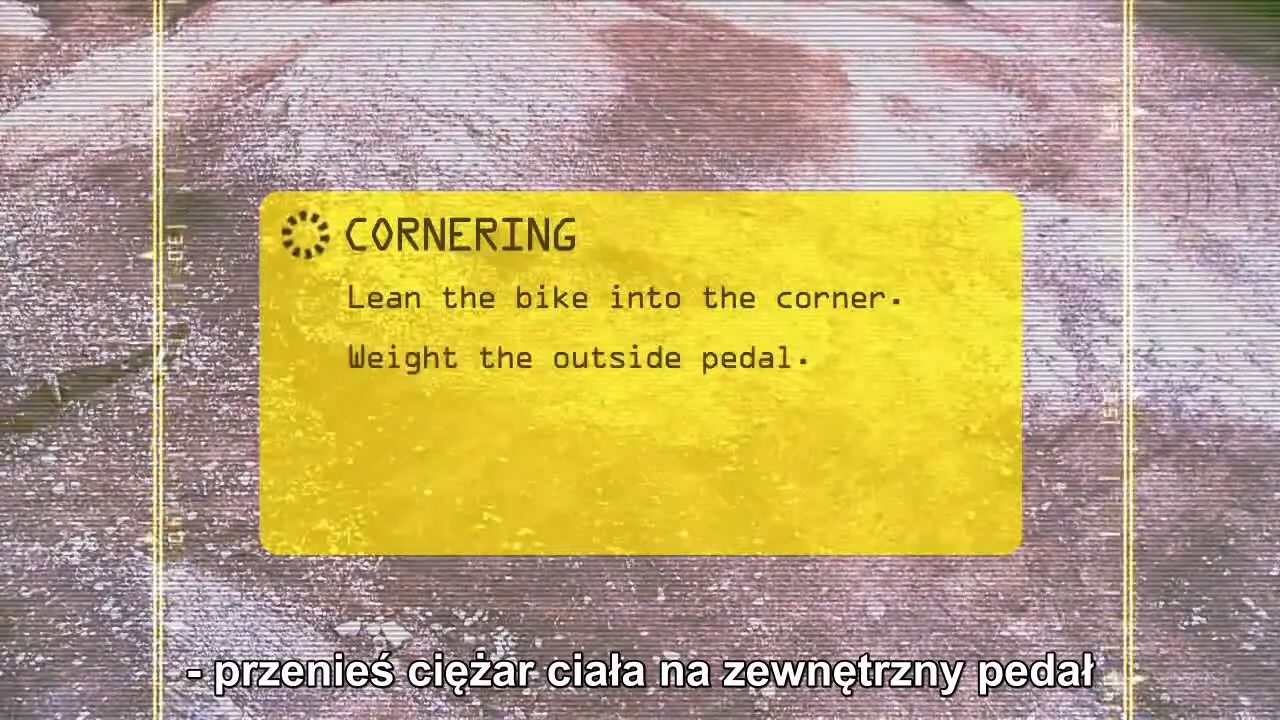 CORNERING
Lean the bike into the corner.
Weight the outside pedal.
- przenieś ciężar ciała na zewnętrzny pedał